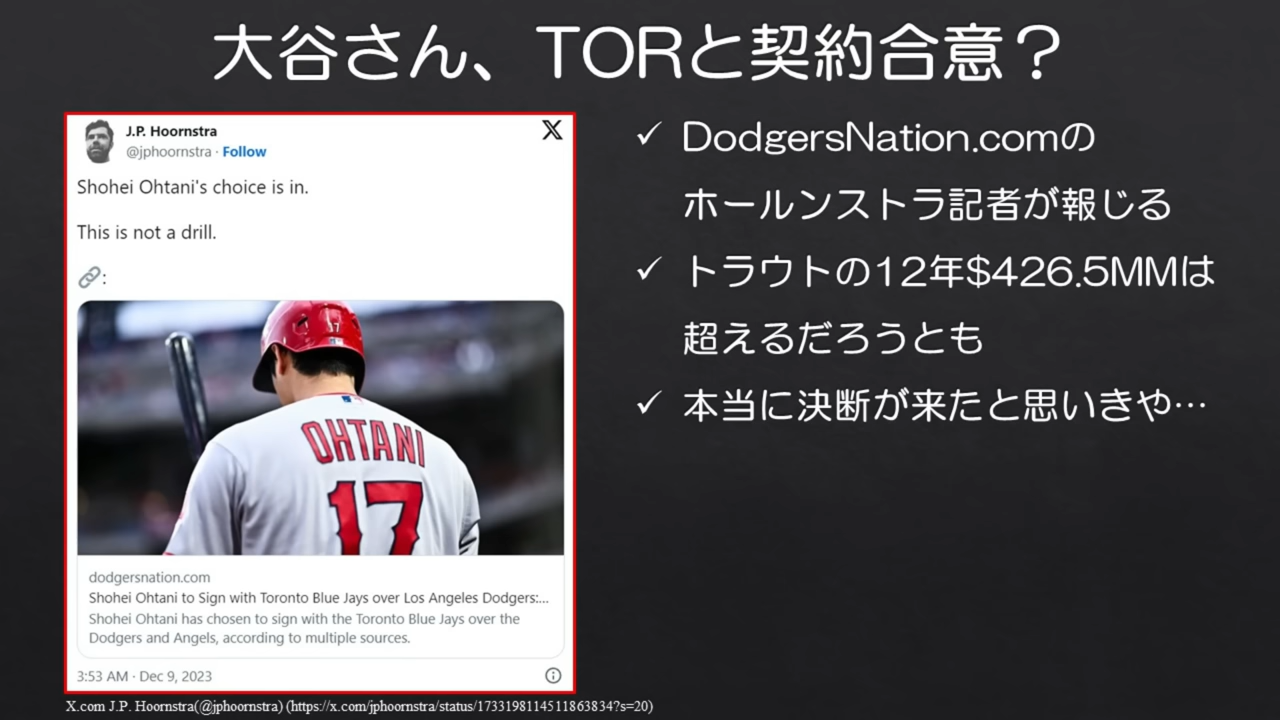 大谷さん、TORと契約合意？
J.P. Hoornstra
@jphoornstra · Follow
Shohei Ohtani's choice is in.
This is not a drill.
🔗:
17
OHTANI
17
dodgersnation.com
Shohei Ohtani to Sign with Toronto Blue Jays over Los Angeles Dodgers:...
Shohei Ohtani has chosen to sign with the Toronto Blue Jays over the
Dodgers and Angels, according to multiple sources.
3:53 AM · Dec 9, 2023
X.com J.P. Hoornstra(@jphoornstra) (https://x.com/jphoornstra/status/1733198114511863834?s=20)
✓ DodgersNation.comの
ホールンストラ記者が報じる
✓ トラウトの12年$426.5MMは
超えるだろうとも
✓ 本当に決断が来たと思いきや…